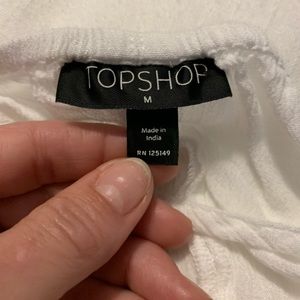 TOPSHOP
M
Made in
India
RN 125149